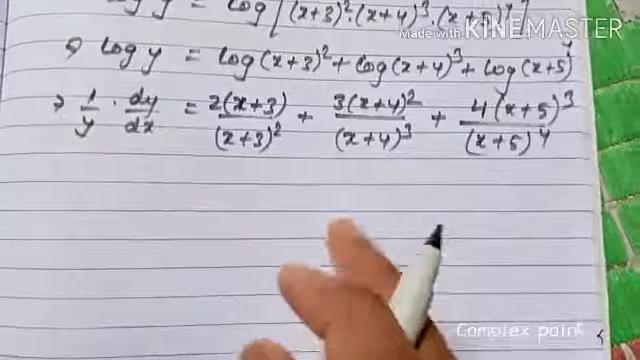 log y = log [(x+3)²·(x+4)³·(x+5)⁴]
Made with KINEMASTER
⇒ log y = log (x+3)² + log (x+4)³ + log (x+5)⁴
⇒ 1/y · dy/dx = 2(x+3)/(x+3)² + 3(x+4)²/(x+4)³ + 4(x+5)³/(x+5)⁴
Complex point